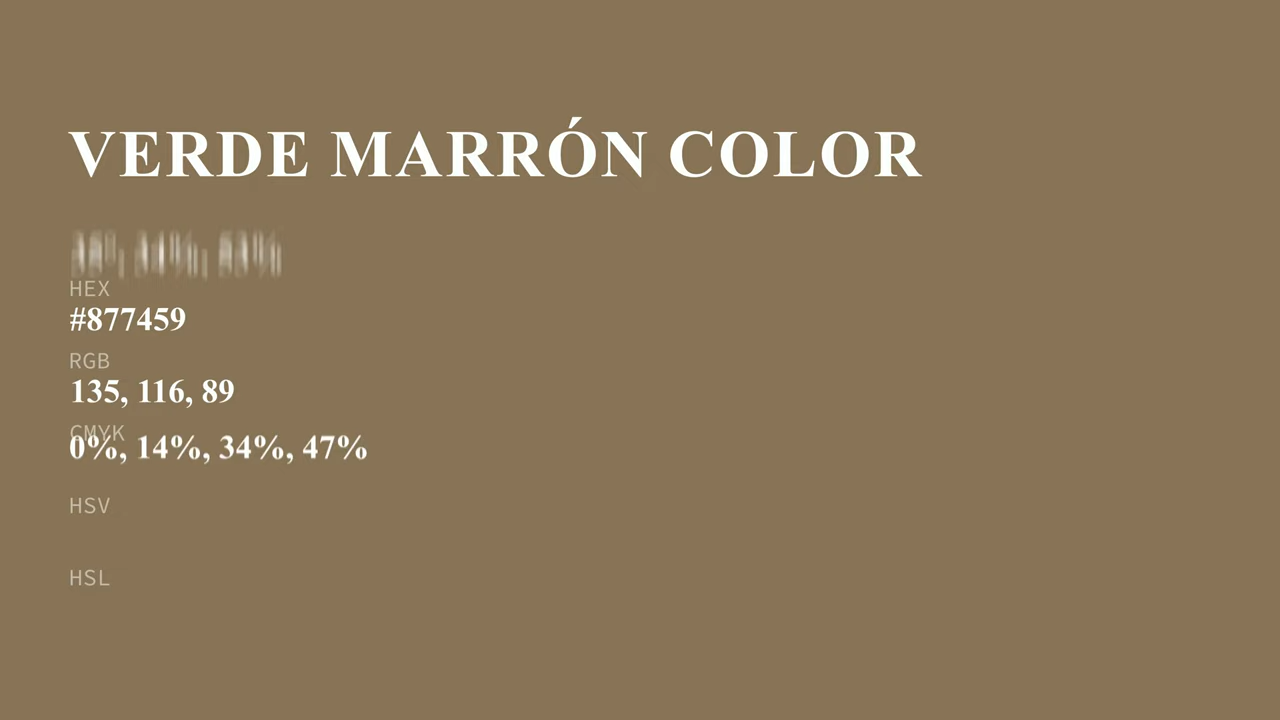 VERDE MARRÓN COLOR
HEX
#877459
RGB
135, 116, 89
CMYK
0%, 14%, 34%, 47%
HSV
HSL